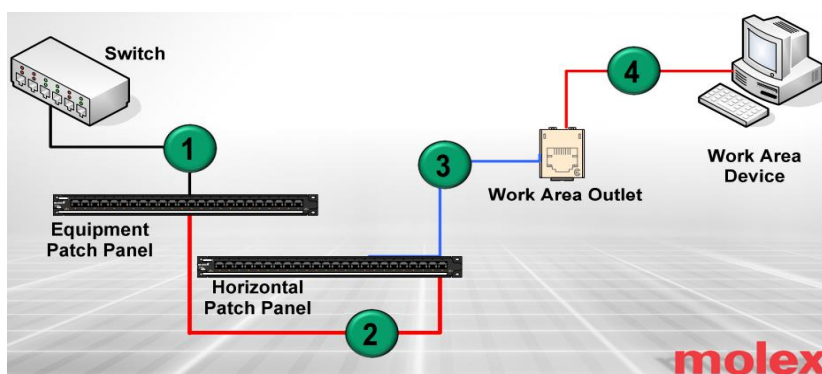 Switch
1
Equipment
Patch Panel
Horizontal
Patch Panel
2
3
Work Area Outlet
4
Work Area
Device
molex